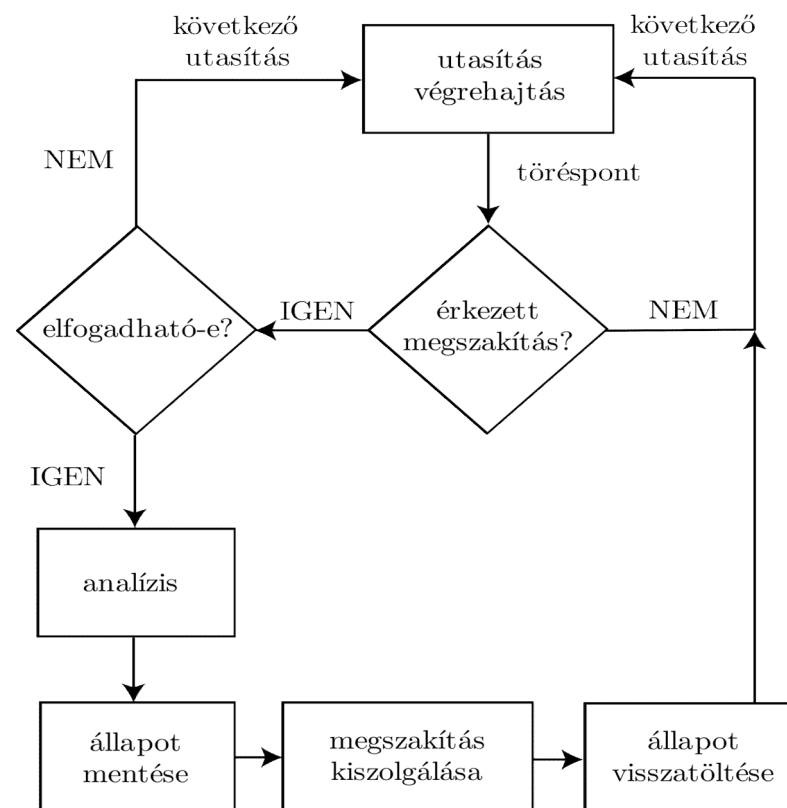 következő
utasítás
utasítás
végrehajtás
következő
utasítás
NEM
töréspont
elfogadható-e?
IGEN
érkezett
megszakítás?
NEM
IGEN
analízis
állapot
mentése
megszakítás
kiszolgálása
állapot
visszatöltése